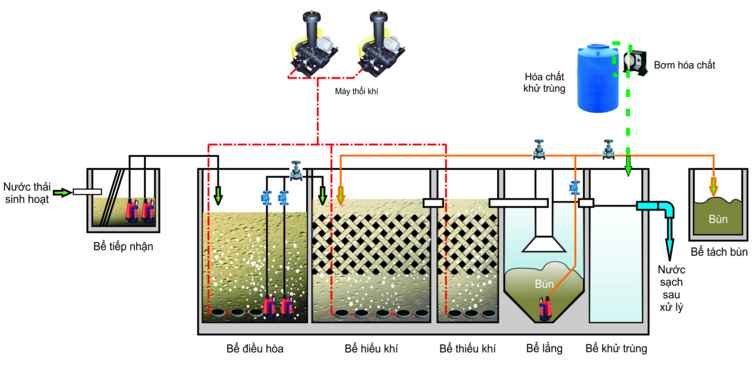 Máy thổi khí
Hóa chất
khử trùng
Bơm hóa chất
Nước thải
sinh hoạt
Bể tiếp nhận
Bùn
Bùn
Bể tách bùn
Nước
sạch
sau
xử lý
Bể điều hòa
Bể hiếu khí
Bể thiếu khí
Bể lắng
Bể khử trùng